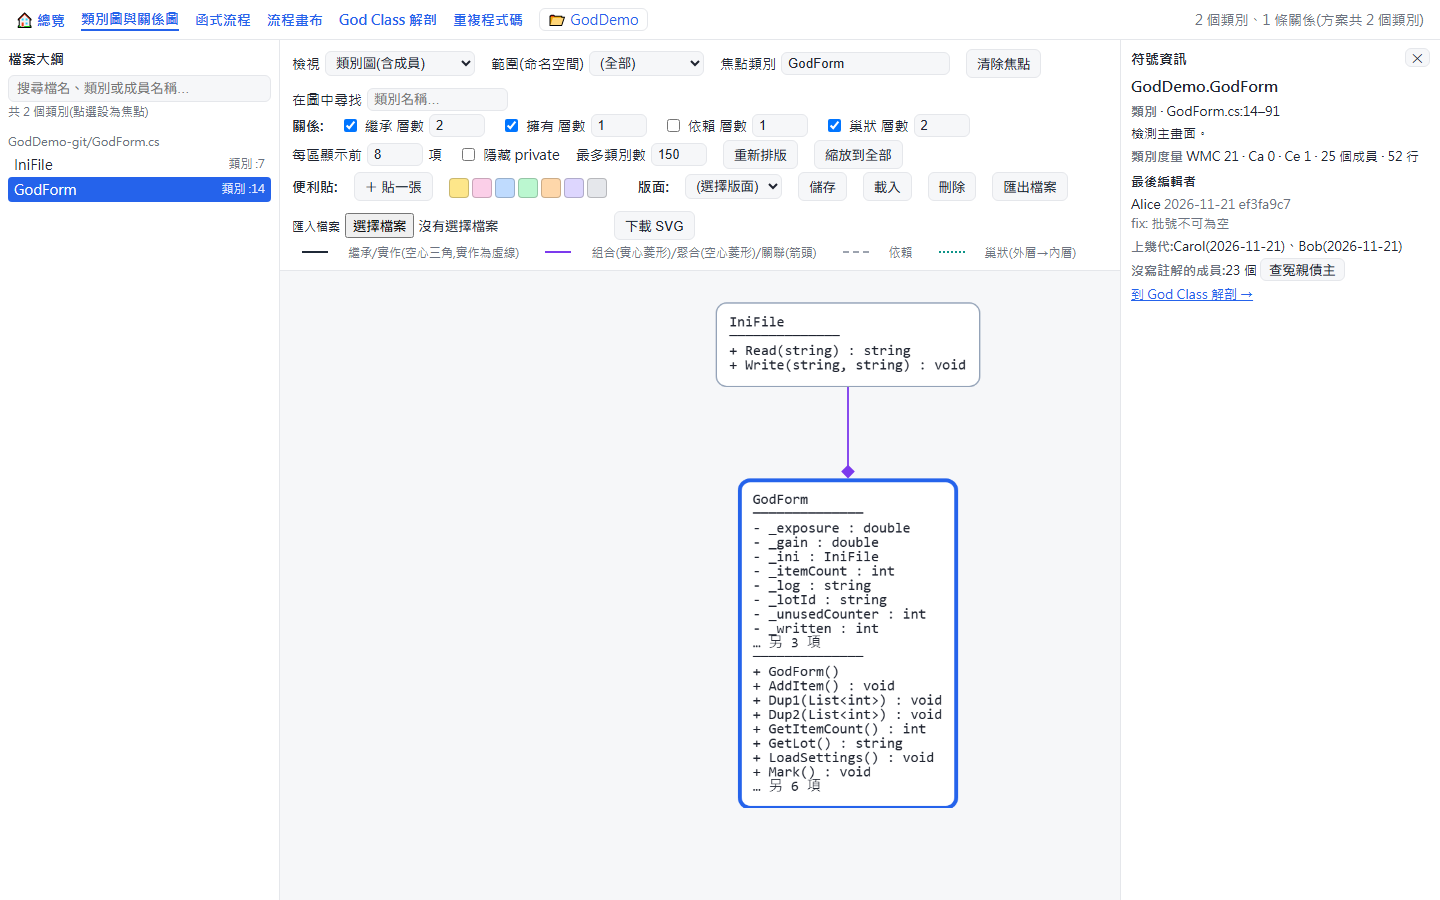 總覽 類別圖與關係圖 函式流程 流程畫布 God Class 解剖 重複程式碼 GodDemo 2 個類別、1 條關係(方案共 2 個類別)
檔案大綱
搜尋檔名、類別或成員名稱...
共 2 個類別(點選設為焦點)
GodDemo-git/GodForm.cs
IniFile 類別 :7
GodForm 類別 :14
檢視 類別圖(含成員) 範圍(命名空間) (全部) 焦點類別 GodForm 清除焦點
在圖中尋找 類別名稱...
關係: 繼承 層數 2 擁有 層數 1 依賴 層數 1 巢狀 層數 2
每區顯示前 8 項 隱藏 private 最多類別數 150 重新排版 縮放到全部
便利貼: ＋ 貼一張 版面: (選擇版面) 儲存 載入 刪除 匯出檔案
匯入檔案 選擇檔案 沒有選擇檔案 下載 SVG
繼承/實作(空心三角,實作為虛線) 組合(實心菱形)/聚合(空心菱形)/關聯(箭頭) 依賴 巢狀(外層→內層)
IniFile
+ Read(string) : string
+ Write(string, string) : void
GodForm
- _exposure : double
- _gain : double
- _ini : IniFile
- _itemCount : int
- _log : string
- _lotId : string
- _unusedCounter : int
- _written : int
… 另 3 項
+ GodForm()
+ AddItem() : void
+ Dup1(List<int>) : void
+ Dup2(List<int>) : void
+ GetItemCount() : int
+ GetLot() : string
+ LoadSettings() : void
+ Mark() : void
… 另 6 項
符號資訊
GodDemo.GodForm
類別 · GodForm.cs:14–91
檢測主畫面。
類別度量 WMC 21 · Ca 0 · Ce 1 · 25 個成員 · 52 行
最後編輯者
Alice 2026-11-21 ef3fa9c7
fix: 批號不可為空
上幾代:Carol(2026-11-21)、Bob(2026-11-21)
沒寫註解的成員:23 個 查冤親債主
到 God Class 解剖 →